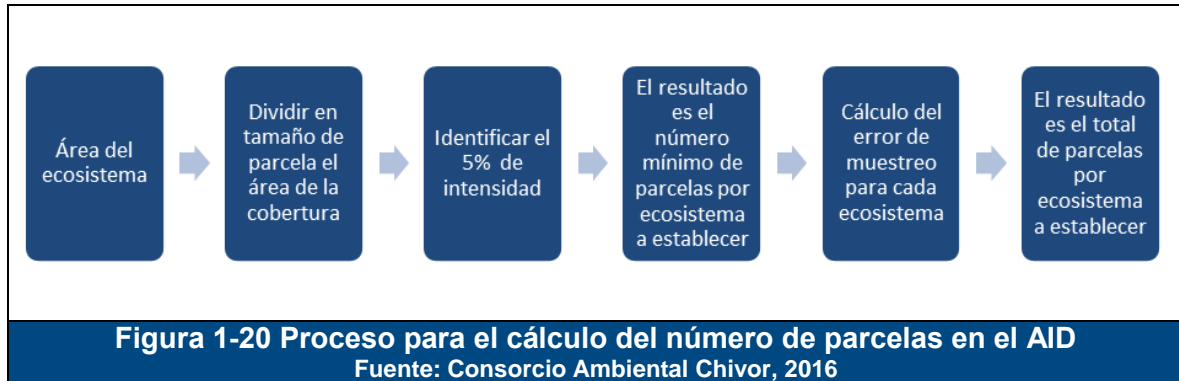 Área del
ecosistema
Dividir en
tamaño de
parcela el
área de la
cobertura
Identificar el
5% de
intensidad
El resultado
es el
número
mínimo de
parcelas por
ecosistema
a establecer
Cálculo del
error de
muestreo
para cada
ecosistema
El resultado
es el total
de parcelas
por
ecosistema
a establecer
Figura 1-20 Proceso para el cálculo del número de parcelas en el AID
Fuente: Consorcio Ambiental Chivor, 2016